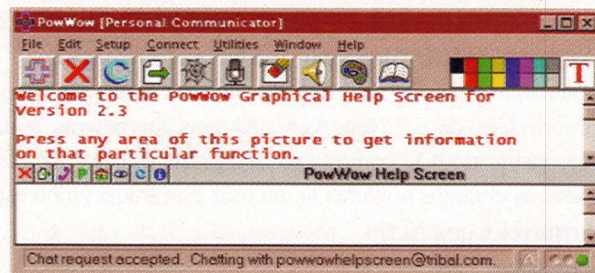 PowWow [Personal Communicator]
File Edit Setup Connect Utilities Window Help
T
Welcome to the PowWow Graphical Help Screen for
Version 2.3
Press any area of this picture to get information
on that particular function.
P PowWow Help Screen
Chat request accepted. Chatting with powwowhelpscreen@tribal.com. A